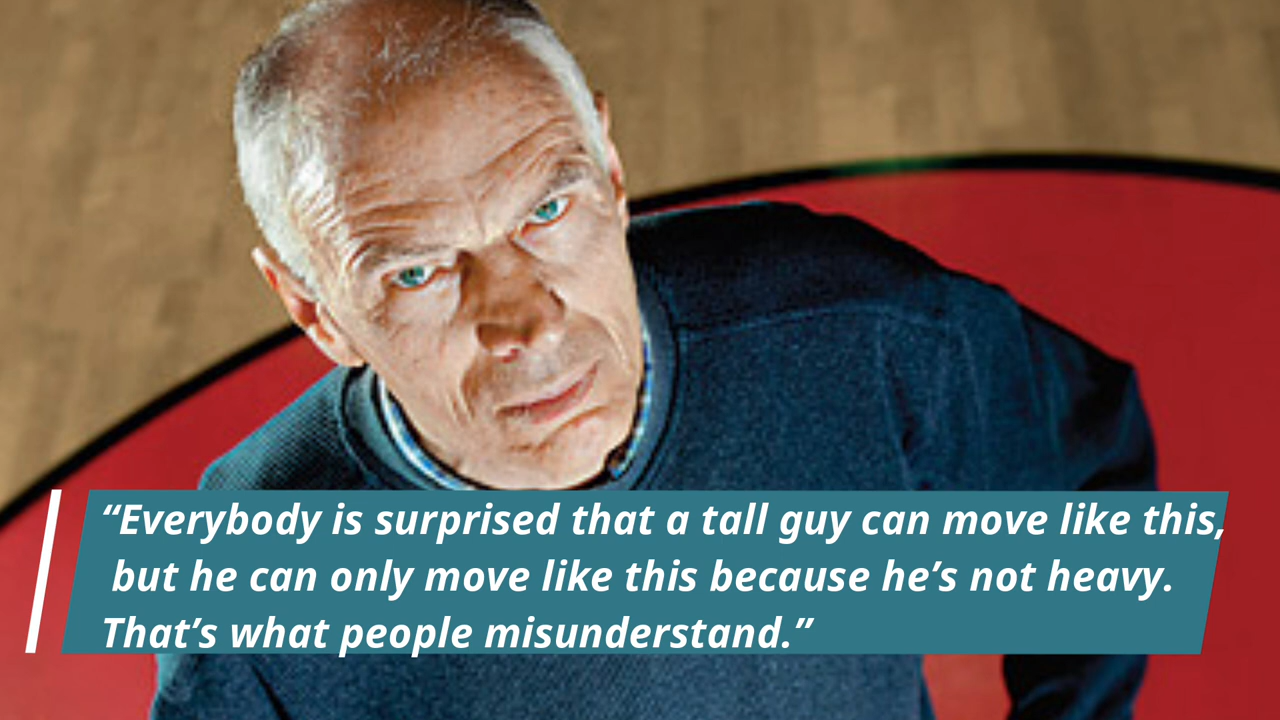 “Everybody is surprised that a tall guy can move like this,
but he can only move like this because he’s not heavy.
That’s what people misunderstand.”